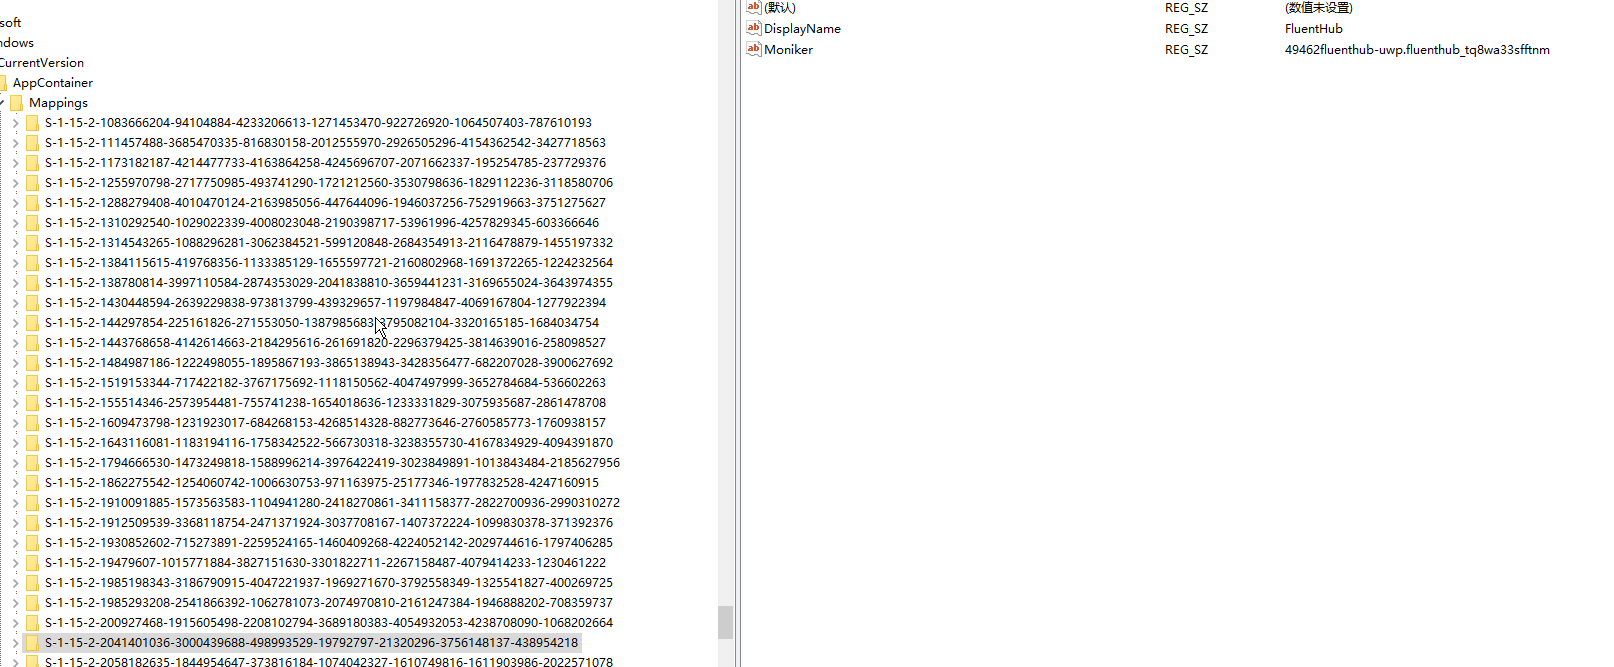 soft
ndows
CurrentVersion
AppContainer
Mappings
S-1-15-2-1083666204-94104884-4233206613-1271453470-922726920-1064507403-787610193
S-1-15-2-111457488-3685470335-816830158-2012555970-2926505296-4154362542-3427718563
S-1-15-2-1173182187-4214477733-4163864258-4245696707-2071662337-195254785-237729376
S-1-15-2-1255970798-2717750985-493741290-1721212560-3530798636-1829112236-3118580706
S-1-15-2-1288279408-4010470124-2163985056-447644096-1946037256-752919663-3751275627
S-1-15-2-1310292540-1029022339-4008023048-2190398717-53961996-4257829345-603366646
S-1-15-2-1314543265-1088296281-3062384521-599120848-2684354913-2116478879-1455197332
S-1-15-2-1384115615-419768356-1133385129-1655597721-2160802968-1691372265-1224232564
S-1-15-2-138780814-3997110584-2874353029-2041838810-3659441231-3169655024-3643974355
S-1-15-2-1430448594-2639229838-973813799-439329657-1197984847-4069167804-1277922394
S-1-15-2-144297854-225161826-271553050-1387985683-3795082104-3320165185-1684034754
S-1-15-2-1443768658-4142614663-2184295616-261691820-2296379425-3814639016-258098527
S-1-15-2-1484987186-1222498055-1895867193-3865138943-3428356477-682207028-3900627692
S-1-15-2-1519153344-717422182-3767175692-1118150562-4047497999-3652784684-536602263
S-1-15-2-155514346-2573954481-755741238-1654018636-1233331829-3075935687-2861478708
S-1-15-2-1609473798-1231923017-684268153-4268514328-882773646-2760585773-1760938157
S-1-15-2-1643116081-1183194116-1758342522-566730318-3238355730-4167834929-4094391870
S-1-15-2-1794666530-1473249818-1588996214-3976422419-3023849891-1013843484-2185627956
S-1-15-2-1862275542-1254060742-1006630753-971163975-25177346-1977832528-4247160915
S-1-15-2-1910091885-1573563583-1104941280-2418270861-3411158377-2822700936-2990310272
S-1-15-2-1912509539-3368118754-2471371924-3037708167-1407372224-1099830378-371392376
S-1-15-2-1930852602-715273891-2259524165-1460409268-4224052142-2029744616-1797406285
S-1-15-2-19479607-1015771884-3827151630-3301822711-2267158487-4079414233-1230461222
S-1-15-2-1985198343-3186790915-4047221937-1969271670-3792558349-1325541827-400269725
S-1-15-2-1985293208-2541866392-1062781073-2074970810-2161247384-1946888202-708359737
S-1-15-2-200927468-1915605498-2208102794-3689180383-4054932053-4238708090-1068202664
S-1-15-2-2041401036-3000439688-498993529-19792797-21320296-3756148137-438954218
S-1-15-2-2058182635-1844954647-373816184-1074042327-1610749816-1611903986-2022571078
(默认) REG_SZ (数值未设置)
DisplayName REG_SZ FluentHub
Moniker REG_SZ 49462fluenthub-uwp.fluenthub_tq8wa33sfftnm